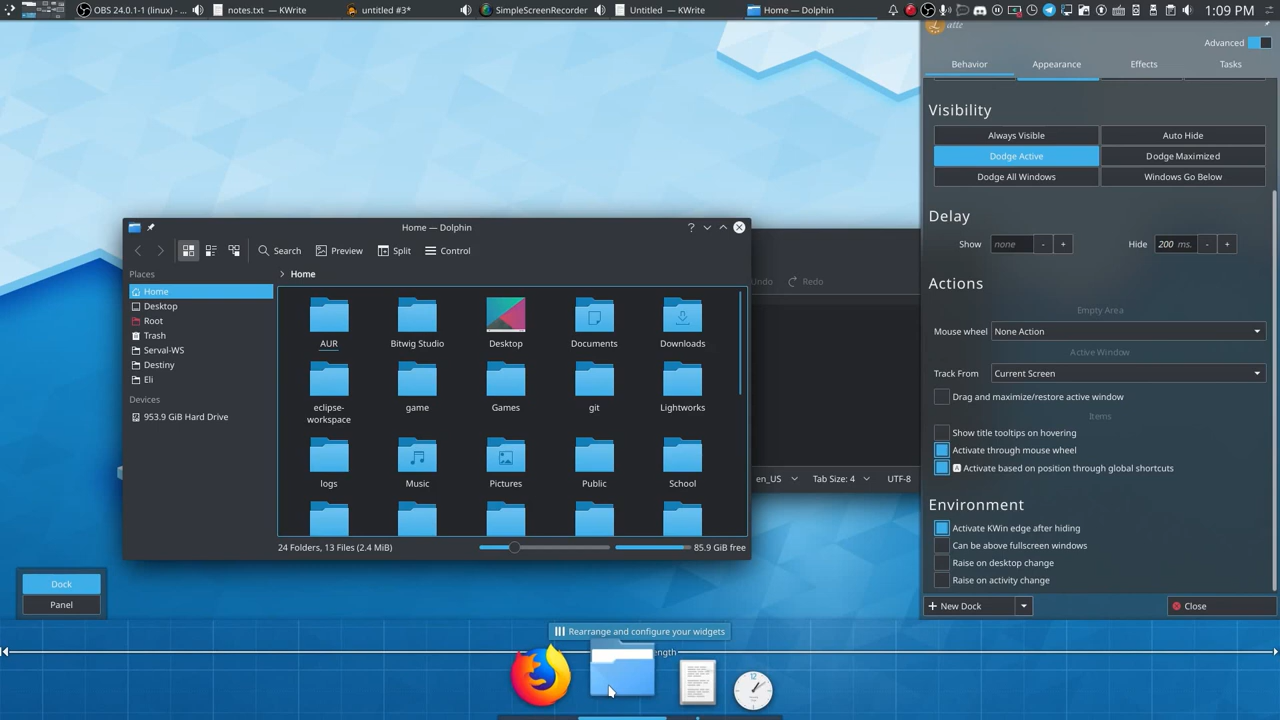 OBS 24.0.1-1 (linux) - ...
notes.txt — KWrite
untitled #3*
SimpleScreenRecorder
Untitled — KWrite
Home — Dolphin
1:09 PM
atte
Advanced
Behavior
Appearance
Effects
Tasks
Visibility
Always Visible
Auto Hide
Dodge Active
Dodge Maximized
Dodge All Windows
Windows Go Below
Delay
Show none - +
Hide 200 ms. - +
Actions
Empty Area
Mouse wheel None Action
Active Window
Track From Current Screen
Drag and maximize/restore active window
Items
Show title tooltips on hovering
Activate through mouse wheel
A Activate based on position through global shortcuts
Environment
Activate KWin edge after hiding
Can be above fullscreen windows
Raise on desktop change
Raise on activity change
+ New Dock
Close
Home — Dolphin
?
Search
Preview
Split
Control
Places
Home
Desktop
Root
Trash
Serval-WS
Destiny
Eli
Devices
953.9 GiB Hard Drive
> Home
AUR
Bitwig Studio
Desktop
Documents
Downloads
eclipse-
workspace
game
Games
git
Lightworks
logs
Music
Pictures
Public
School
24 Folders, 13 Files (2.4 MiB)
85.9 GiB free
Undo
Redo
en_US
Tab Size: 4
UTF-8
Dock
Panel
Rearrange and configure your widgets
ength
12